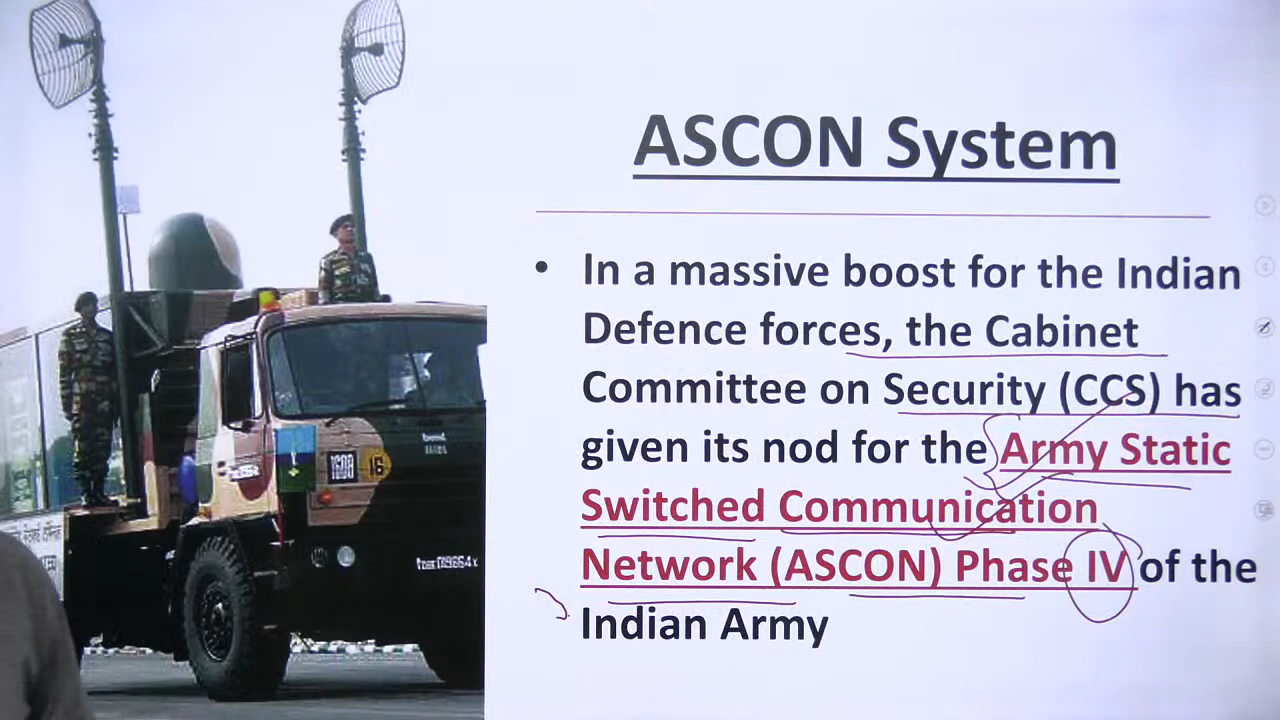 ASCON System
• In a massive boost for the Indian
Defence forces, the Cabinet
Committee on Security (CCS) has
given its nod for the Army Static
Switched Communication
Network (ASCON) Phase IV of the
Indian Army
16